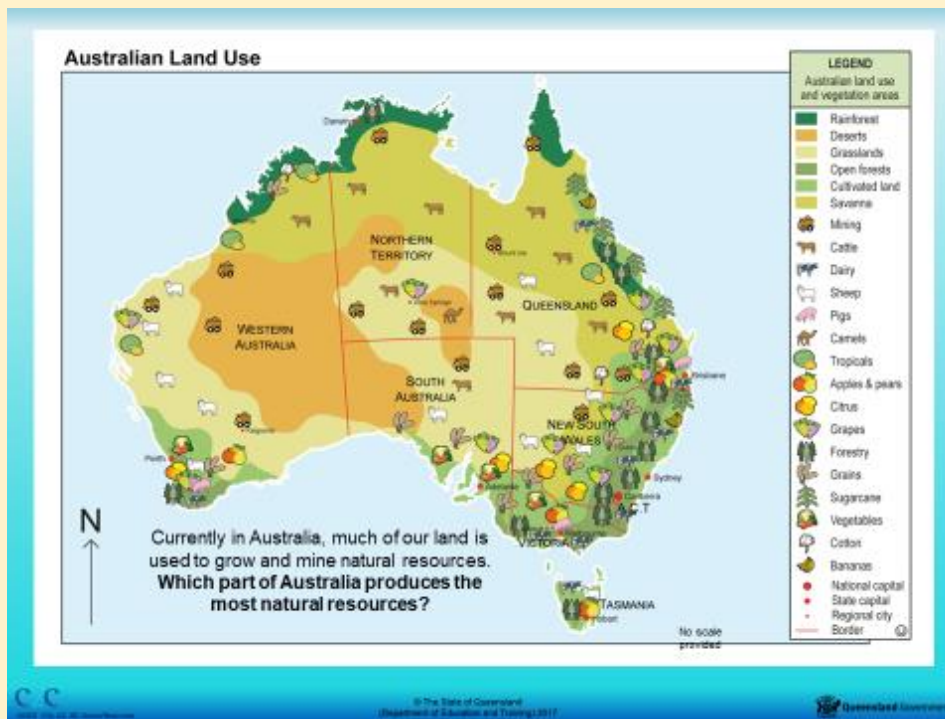 Australian Land Use
LEGEND
Australian land use
and vegetation areas
Rainforest
Deserts
Grasslands
Open forests
Cultivated land
Savanna
Mining
Cattle
Dairy
Sheep
Pigs
Camels
Tropicals
Apples & pears
Citrus
Grapes
Forestry
Grains
Sugarcane
Vegetables
Cotton
Bananas
National capital
State capital
Regional city
Border
Darwin
NORTHERN
TERRITORY
QUEENSLAND
WESTERN
AUSTRALIA
SOUTH
AUSTRALIA
Brisbane
NEW SOUTH
WALES
Perth
Adelaide
Sydney
Canberra
A.C.T
VICTORIA
TASMANIA
Hobart
N
Currently in Australia, much of our land is
used to grow and mine natural resources.
Which part of Australia produces the
most natural resources?
No scale
provided
© The State of Queensland
(Department of Education and Training) 2017
Queensland Government